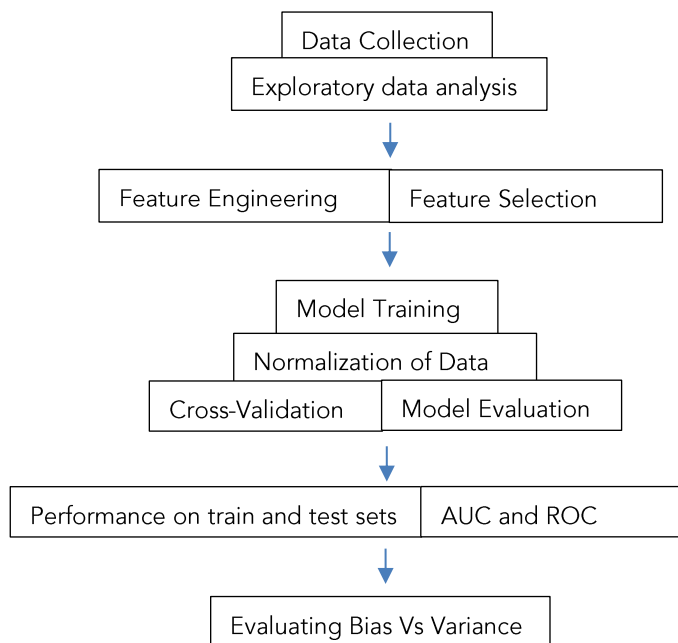 Data Collection
Exploratory data analysis
Feature Engineering
Feature Selection
Model Training
Normalization of Data
Cross-Validation
Model Evaluation
Performance on train and test sets
AUC and ROC
Evaluating Bias Vs Variance